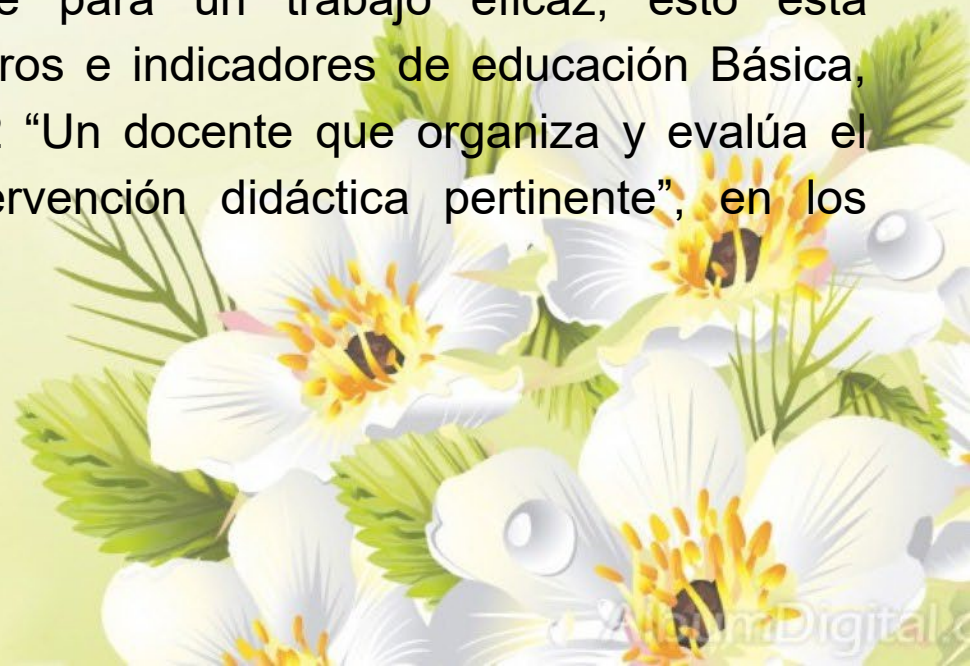 para un trabajo eficaz, esto está
ros e indicadores de educación Básica,
“Un docente que organiza y evalúa el
ervención didáctica pertinente”, en los
AlbumDigital.c